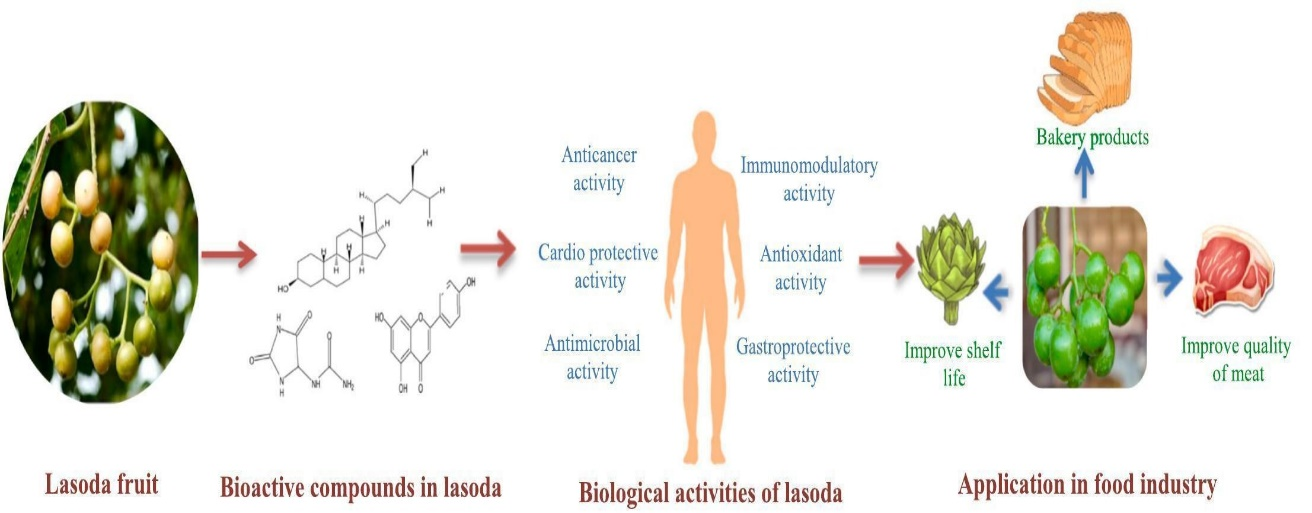 Bakery products
Anticancer
activity
Immunomodulatory
activity
Cardio protective
activity
Antioxidant
activity
Antimicrobial
activity
Gastroprotective
activity
Improve shelf
life
Improve quality
of meat
H
H
H
H
H
H
H
H
H
HO
OH
HO
O
OH
O
H
N
O
O
O
N
H
NH
NH₂
Lasoda fruit
Bioactive compounds in lasoda
Biological activities of lasoda
Application in food industry